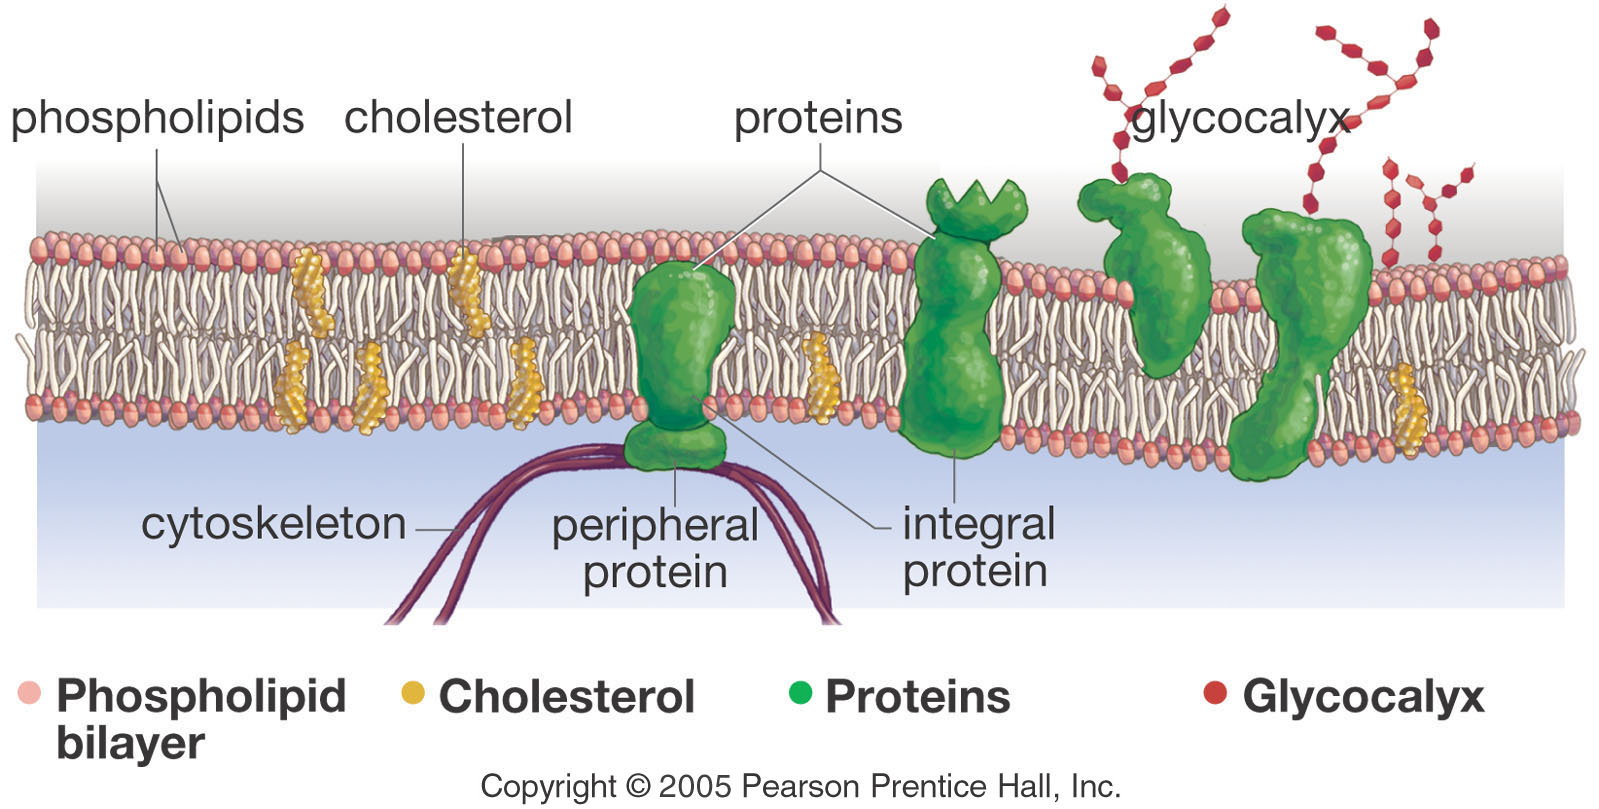 phospholipids cholesterol proteins glycocalyx
cytoskeleton peripheral protein integral protein
Phospholipid bilayer Cholesterol Proteins Glycocalyx
Copyright © 2005 Pearson Prentice Hall, Inc.